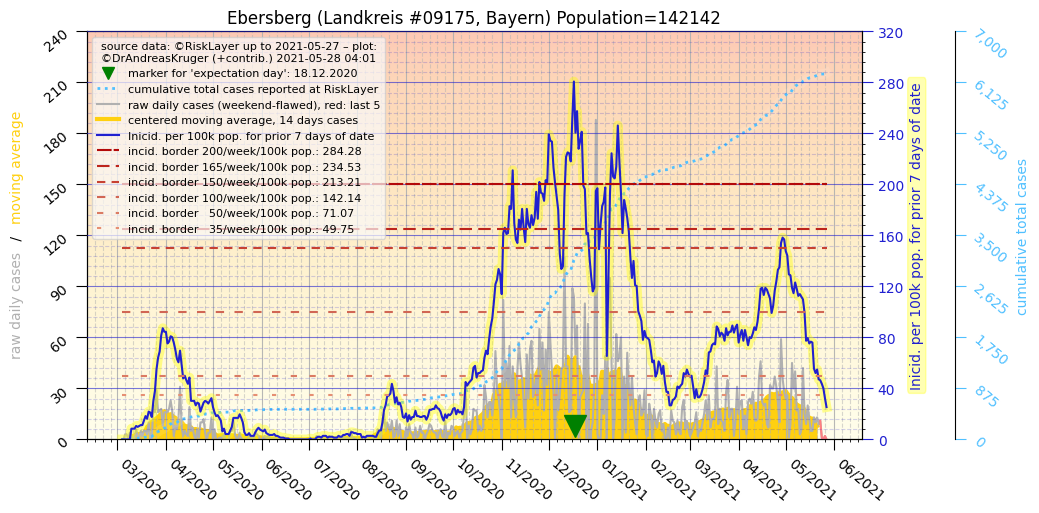 Ebersberg (Landkreis #09175, Bayern) Population=142142
source data: ©RiskLayer up to 2021-05-27 – plot:
©DrAndreasKruger (+contrib.) 2021-05-28 04:01
marker for 'expectation day': 18.12.2020
cumulative total cases reported at RiskLayer
raw daily cases (weekend-flawed), red: last 5
centered moving average, 14 days cases
Inicid. per 100k pop. for prior 7 days of date
incid. border 200/week/100k pop.: 284.28
incid. border 165/week/100k pop.: 234.53
incid. border 150/week/100k pop.: 213.21
incid. border 100/week/100k pop.: 142.14
incid. border 50/week/100k pop.: 71.07
incid. border 35/week/100k pop.: 49.75
raw daily cases / moving average
240
210
180
150
120
90
60
30
0
320
280
240
200
160
120
80
40
0
Inicid. per 100k pop. for prior 7 days of date
7,000
6,125
5,250
4,375
3,500
2,625
1,750
875
0
cumulative total cases
03/2020
04/2020
05/2020
06/2020
07/2020
08/2020
09/2020
10/2020
11/2020
12/2020
01/2021
02/2021
03/2021
04/2021
05/2021
06/2021